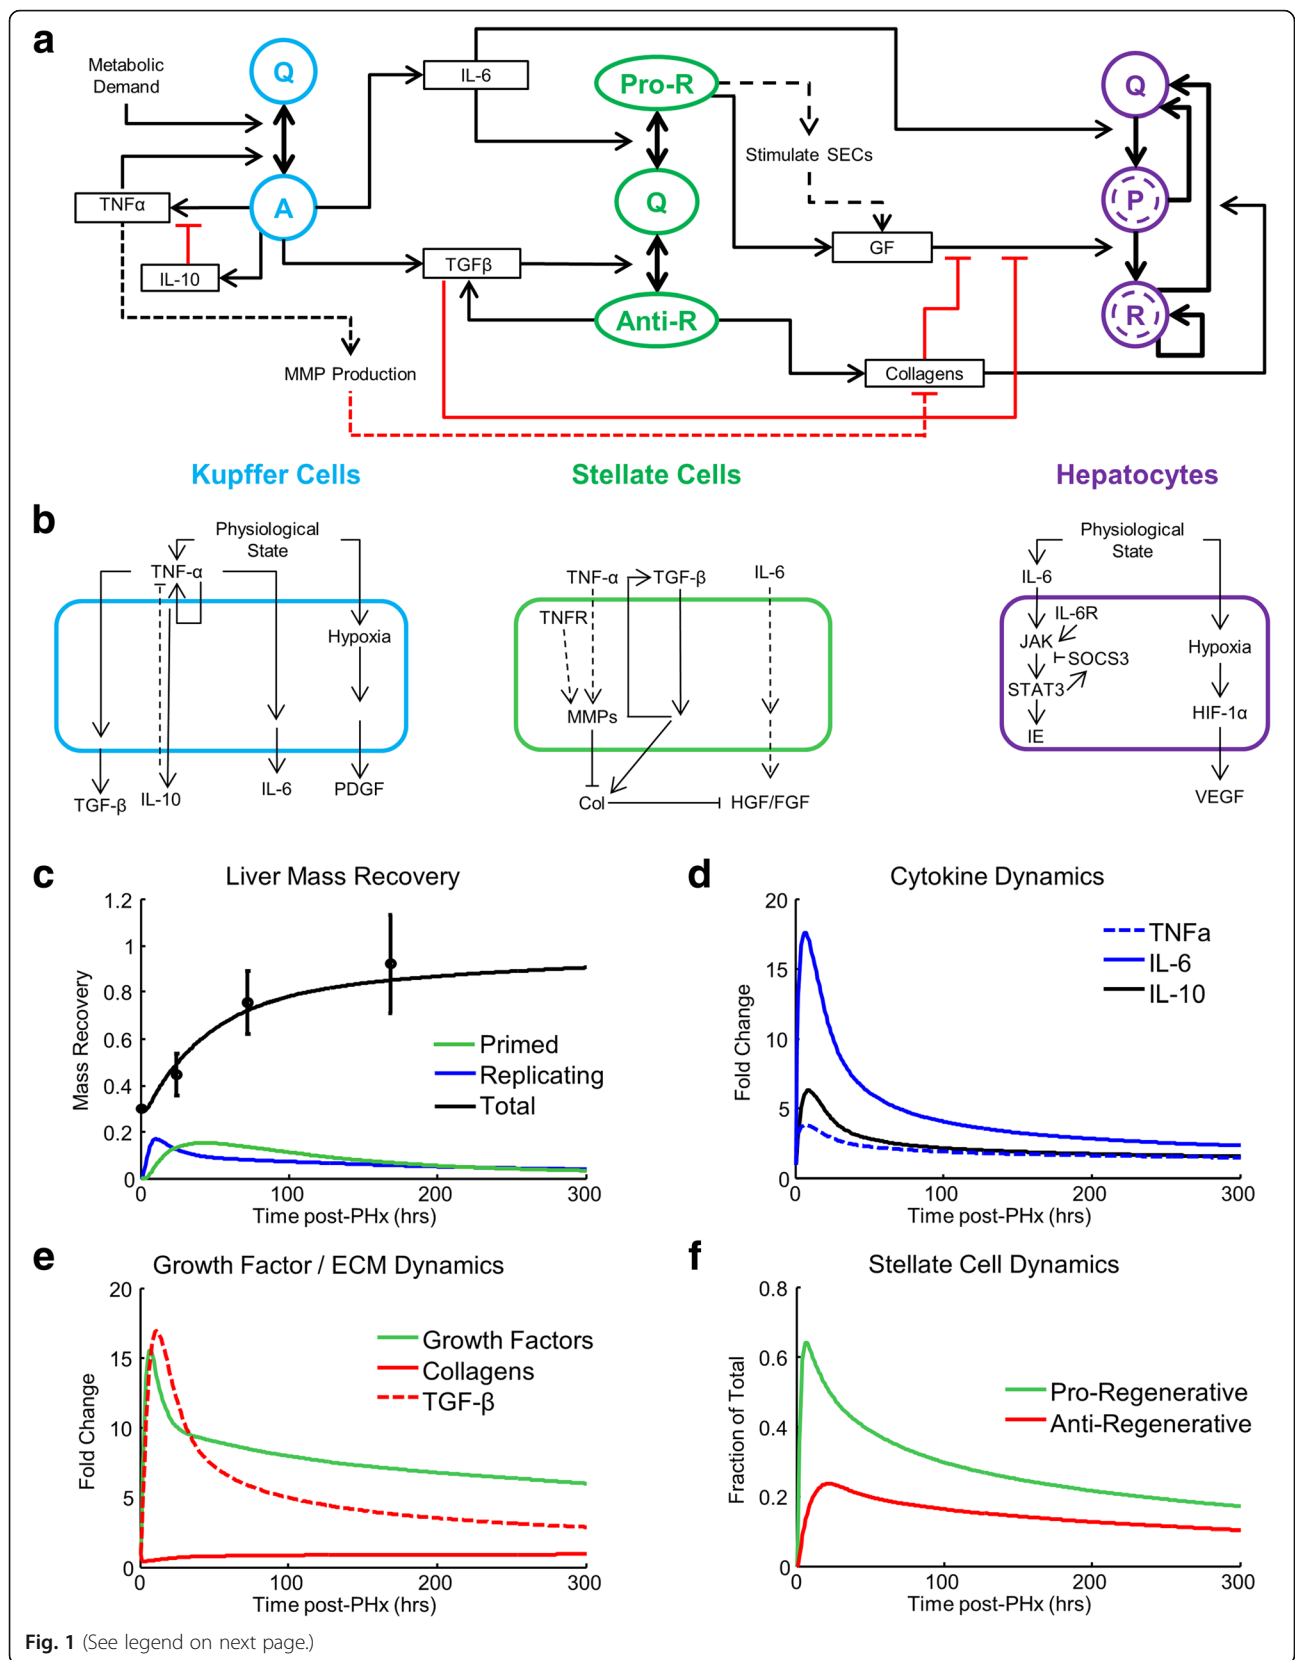 a
Metabolic
Demand
Q
IL-6
Pro-R
Q
Stimulate SECs
TNFα
A
Q
P
GF
IL-10
TGFβ
Anti-R
R
MMP Production
Collagens
Kupffer Cells
Stellate Cells
Hepatocytes
b
Physiological
State
TNF-α
Hypoxia
TGF-β
IL-10
IL-6
PDGF
TNF-α
TGF-β
IL-6
TNFR
MMPs
Col
HGF/FGF
Physiological
State
IL-6
IL-6R
JAK
SOCS3
STAT3
IE
Hypoxia
HIF-1α
VEGF
c
Liver Mass Recovery
Mass Recovery
1.2
1
0.8
0.6
0.4
0.2
0
Primed
Replicating
Total
0
100
200
300
Time post-PHx (hrs)
d
Cytokine Dynamics
Fold Change
20
15
10
5
0
TNFa
IL-6
IL-10
0
100
200
300
Time post-PHx (hrs)
e
Growth Factor / ECM Dynamics
Fold Change
20
15
10
5
0
Growth Factors
Collagens
TGF-β
0
100
200
300
Time post-PHx (hrs)
f
Stellate Cell Dynamics
Fraction of Total
0.8
0.6
0.4
0.2
0
Pro-Regenerative
Anti-Regenerative
0
100
200
300
Time post-PHx (hrs)
Fig. 1 (See legend on next page.)